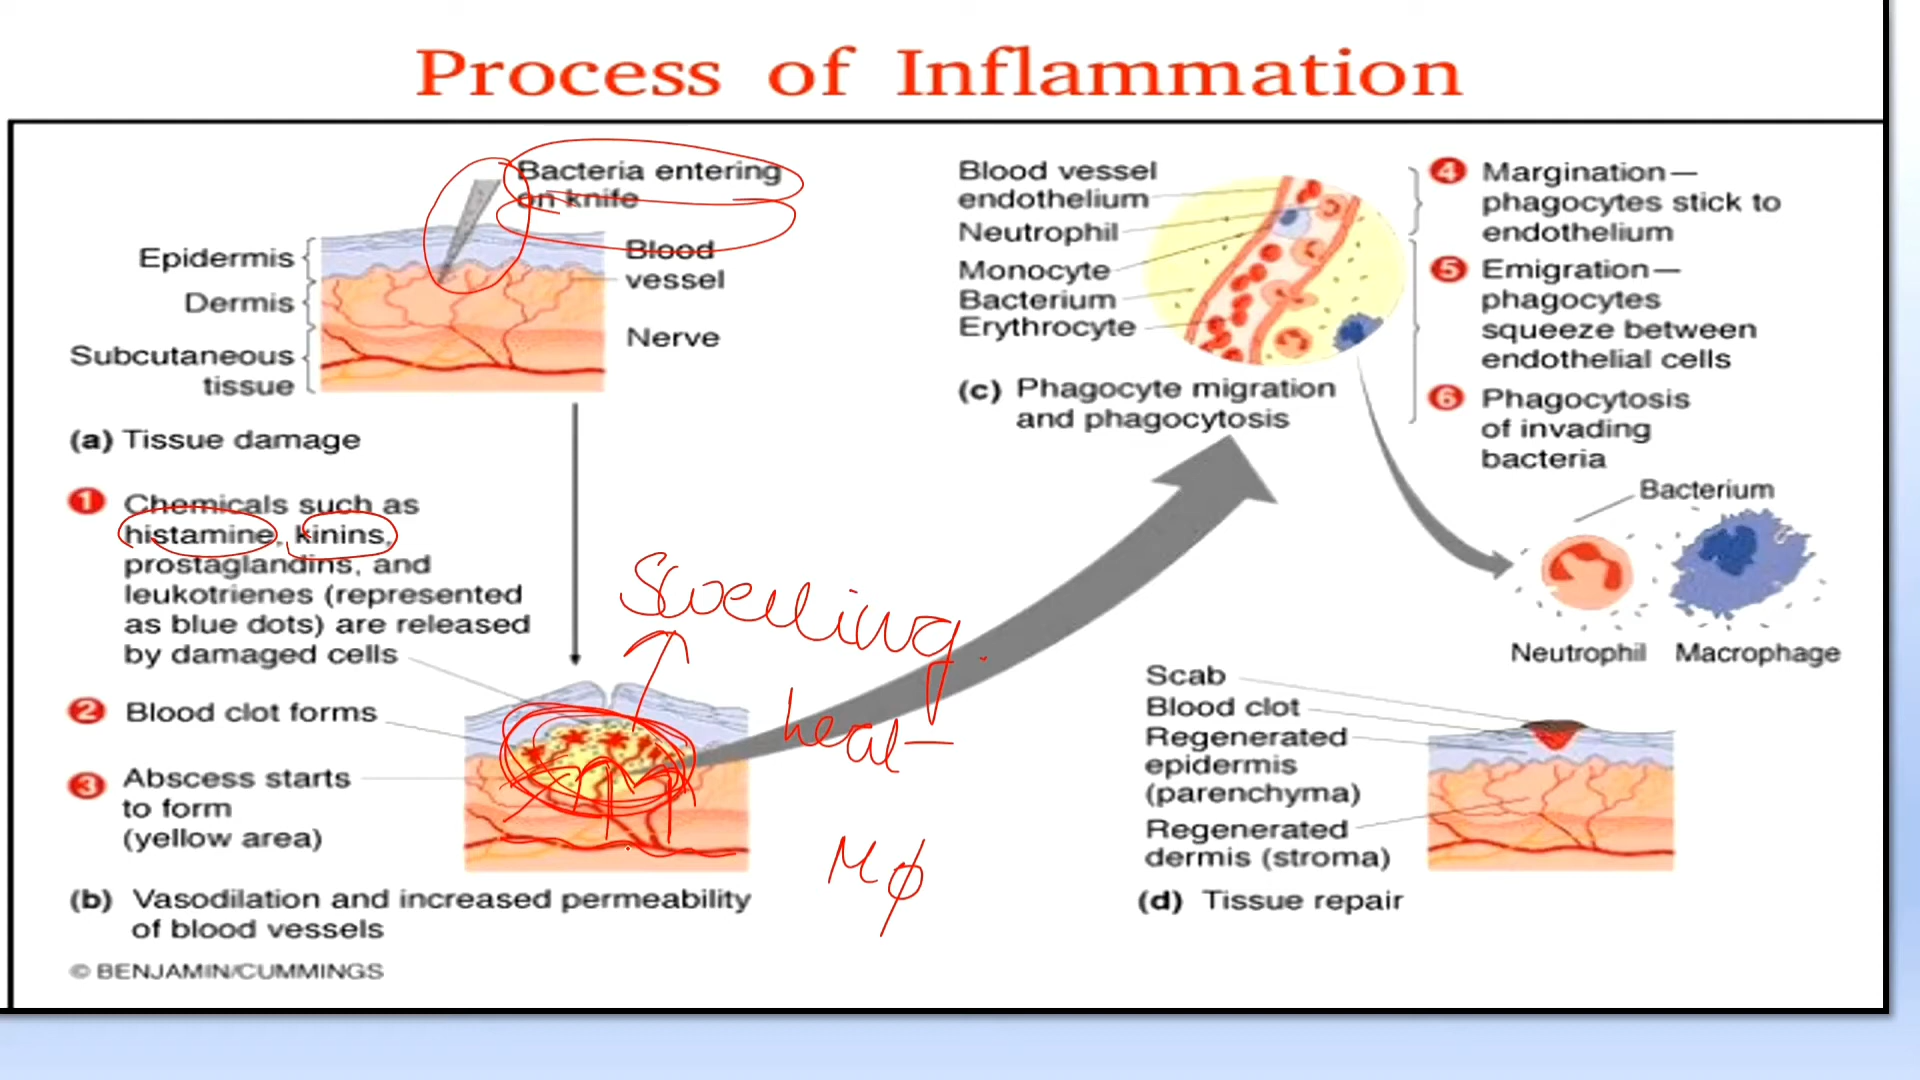 Process of Inflammation
Bacteria entering
on knife
Epidermis
Dermis
Subcutaneous
tissue
Blood
vessel
Nerve
(a) Tissue damage
1 Chemicals such as
histamine, kinins,
prostaglandins, and
leukotrienes (represented
as blue dots) are released
by damaged cells
2 Blood clot forms
3 Abscess starts
to form
(yellow area)
(b) Vasodilation and increased permeability
of blood vessels
© BENJAMIN/CUMMINGS
Swelling
heat
Mφ
Blood vessel
endothelium
Neutrophil
Monocyte
Bacterium
Erythrocyte
(c) Phagocyte migration
and phagocytosis
4 Margination—
phagocytes stick to
endothelium
5 Emigration—
phagocytes
squeeze between
endothelial cells
6 Phagocytosis
of invading
bacteria
Bacterium
Neutrophil
Macrophage
Scab
Blood clot
Regenerated
epidermis
(parenchyma)
Regenerated
dermis (stroma)
(d) Tissue repair